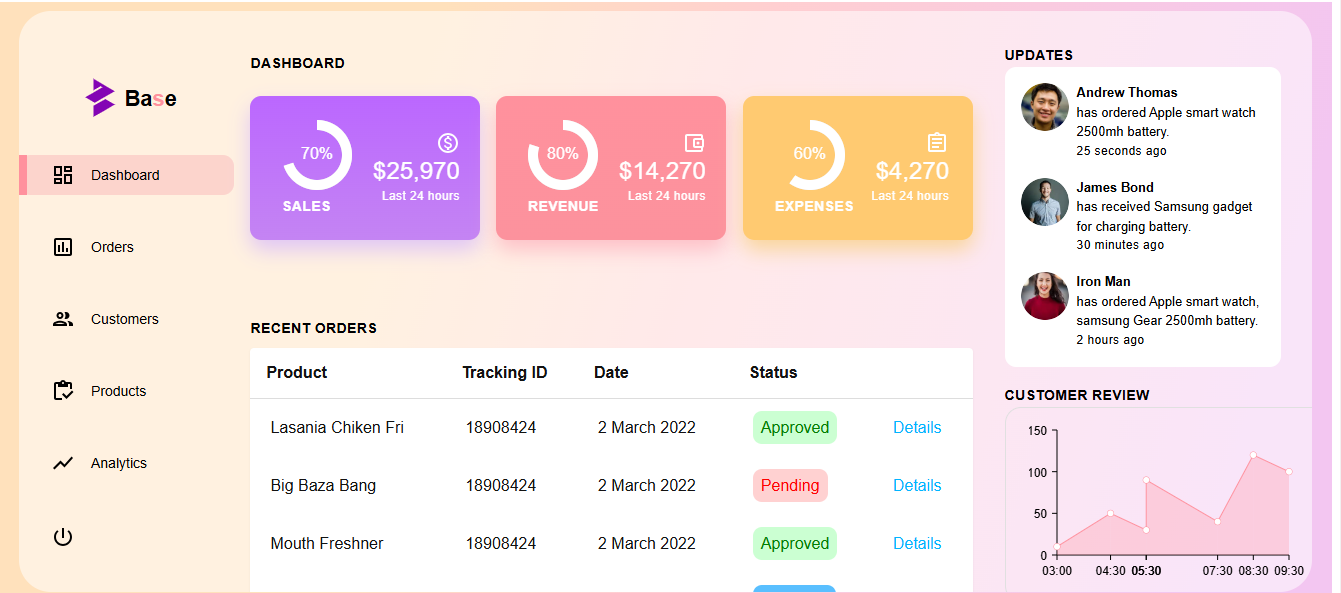 Base
Dashboard
Orders
Customers
Products
Analytics
DASHBOARD
70%
$25,970
Last 24 hours
SALES
80%
$14,270
Last 24 hours
REVENUE
60%
$4,270
Last 24 hours
EXPENSES
RECENT ORDERS
Product Tracking ID Date Status
Lasania Chiken Fri 18908424 2 March 2022 Approved Details
Big Baza Bang 18908424 2 March 2022 Pending Details
Mouth Freshner 18908424 2 March 2022 Approved Details
UPDATES
Andrew Thomas
has ordered Apple smart watch
2500mh battery.
25 seconds ago
James Bond
has received Samsung gadget
for charging battery.
30 minutes ago
Iron Man
has ordered Apple smart watch,
samsung Gear 2500mh battery.
2 hours ago
CUSTOMER REVIEW
150
100
50
0
03:00 04:30 05:30 07:30 08:30 09:30